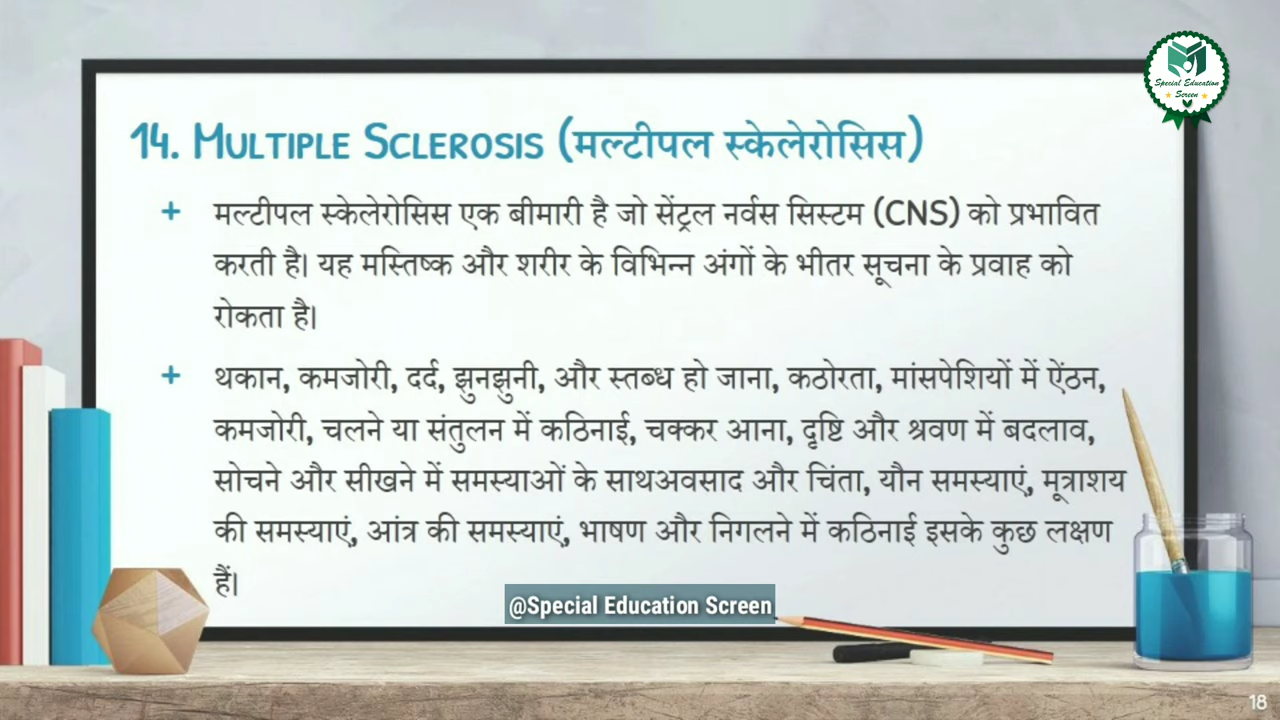 Special Education
Screen
14. MULTIPLE SCLEROSIS (मल्टीपल स्केलेरोसिस)
+ मल्टीपल स्केलेरोसिस एक बीमारी है जो सेंट्रल नर्वस सिस्टम (CNS) को प्रभावित
करती है। यह मस्तिष्क और शरीर के विभिन्न अंगों के भीतर सूचना के प्रवाह को
रोकता है।
+ थकान, कमजोरी, दर्द, झुनझुनी, और स्तब्ध हो जाना, कठोरता, मांसपेशियों में ऐंठन,
कमजोरी, चलने या संतुलन में कठिनाई, चक्कर आना, दृष्टि और श्रवण में बदलाव,
सोचने और सीखने में समस्याओं के साथअवसाद और चिंता, यौन समस्याएं, मूत्राशय
की समस्याएं, आंत्र की समस्याएं, भाषण और निगलने में कठिनाई इसके कुछ लक्षण
हैं।
@Special Education Screen
18